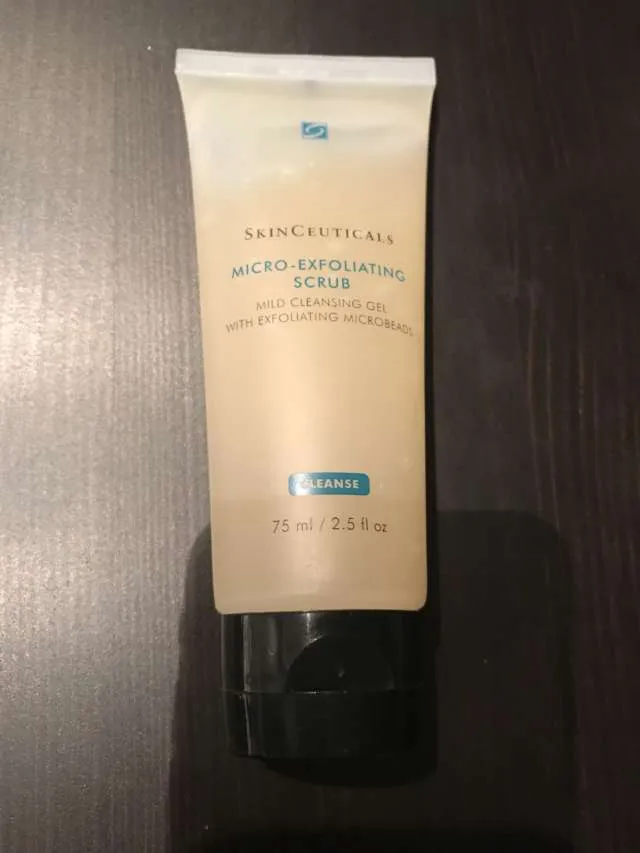 SKINCEUTICALS
MICRO-EXFOLIATING
SCRUB
MILD CLEANSING GEL
WITH EXFOLIATING MICROBEADS
CLEANSE
75 ml / 2.5 fl oz